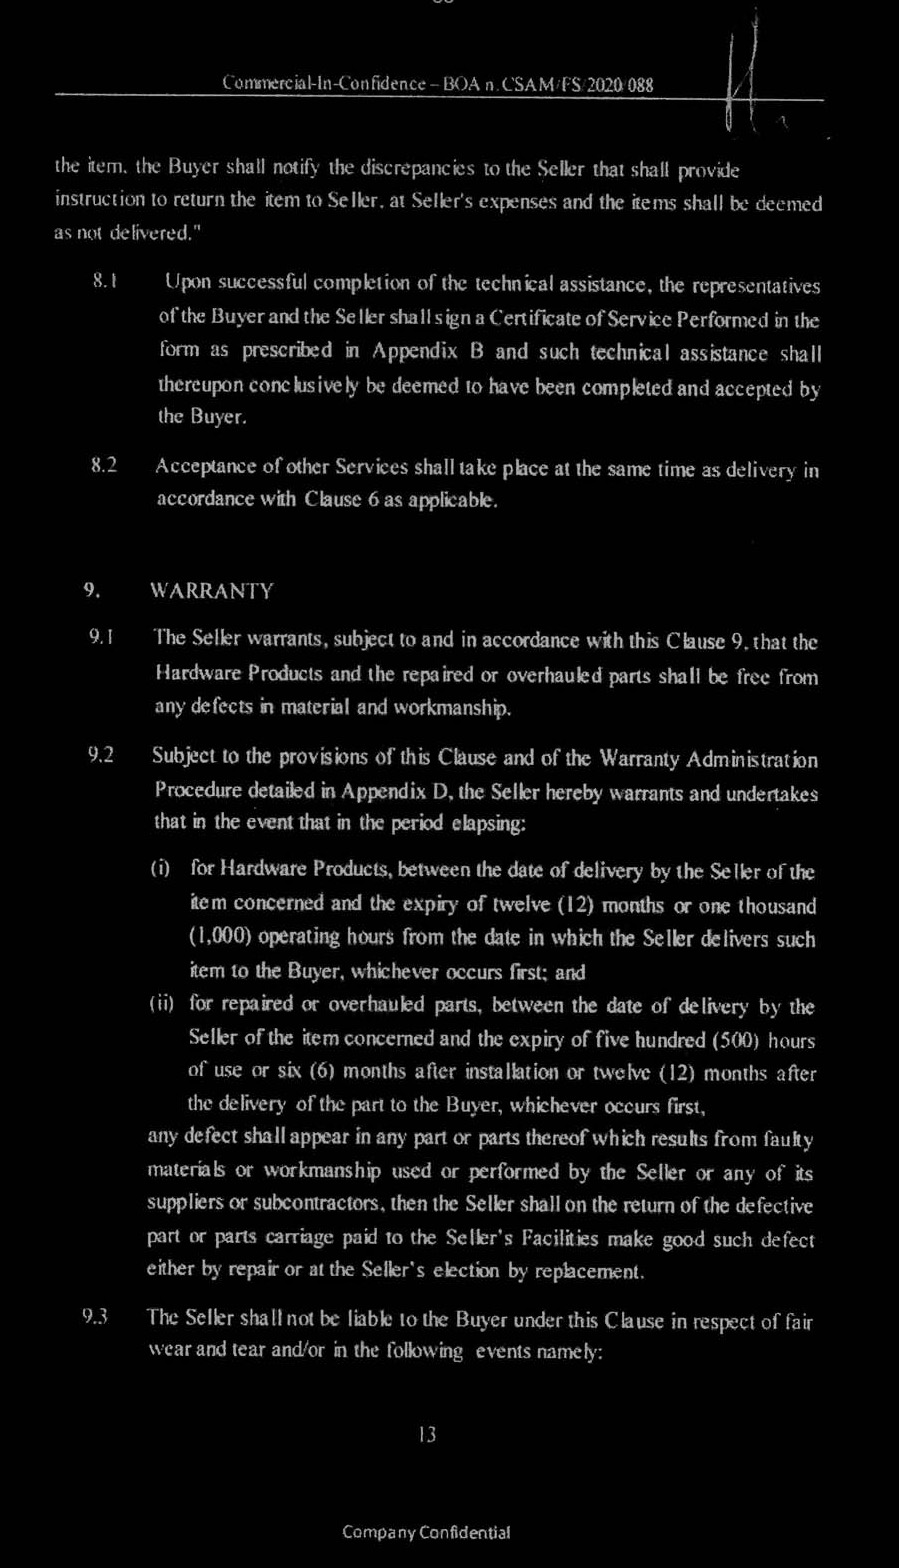 Commercial-In-Confidence – BOA n. CSAM/FS/2020/088
the item, the Buyer shall notify the discrepancies to the Seller that shall provide
instruction to return the item to Seller, at Seller's expenses and the items shall be deemed
as not delivered."
8.1 Upon successful completion of the technical assistance, the representatives
of the Buyer and the Seller shall sign a Certificate of Service Performed in the
form as prescribed in Appendix B and such technical assistance shall
thereupon conclusively be deemed to have been completed and accepted by
the Buyer.
8.2 Acceptance of other Services shall take place at the same time as delivery in
accordance with Clause 6 as applicable.
9. WARRANTY
9.1 The Seller warrants, subject to and in accordance with this Clause 9, that the
Hardware Products and the repaired or overhauled parts shall be free from
any defects in material and workmanship.
9.2 Subject to the provisions of this Clause and of the Warranty Administration
Procedure detailed in Appendix D, the Seller hereby warrants and undertakes
that in the event that in the period elapsing:
(i) for Hardware Products, between the date of delivery by the Seller of the
item concerned and the expiry of twelve (12) months or one thousand
(1,000) operating hours from the date in which the Seller delivers such
item to the Buyer, whichever occurs first; and
(ii) for repaired or overhauled parts, between the date of delivery by the
Seller of the item concerned and the expiry of five hundred (500) hours
of use or six (6) months after installation or twelve (12) months after
the delivery of the part to the Buyer, whichever occurs first,
any defect shall appear in any part or parts thereof which results from faulty
materials or workmanship used or performed by the Seller or any of its
suppliers or subcontractors, then the Seller shall on the return of the defective
part or parts carriage paid to the Seller's Facilities make good such defect
either by repair or at the Seller's election by replacement.
9.3 The Seller shall not be liable to the Buyer under this Clause in respect of fair
wear and tear and/or in the following events namely:
13
Company Confidential